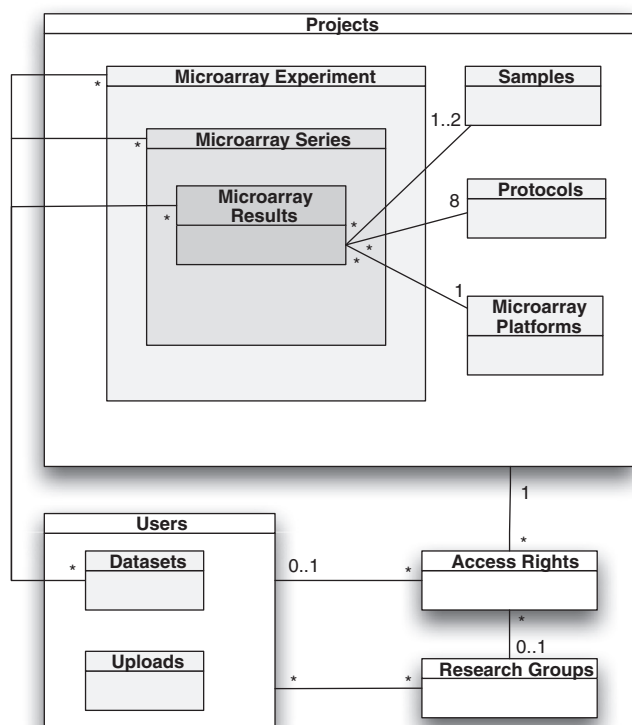 Projects
Microarray Experiment
Samples
*
1..2
Microarray Series
*
Microarray
Results
Protocols
8
*
*
*
*
1
Microarray
Platforms
1
Users
*
Datasets
0..1
Access Rights
*
*
*
0..1
Uploads
Research Groups
*
*